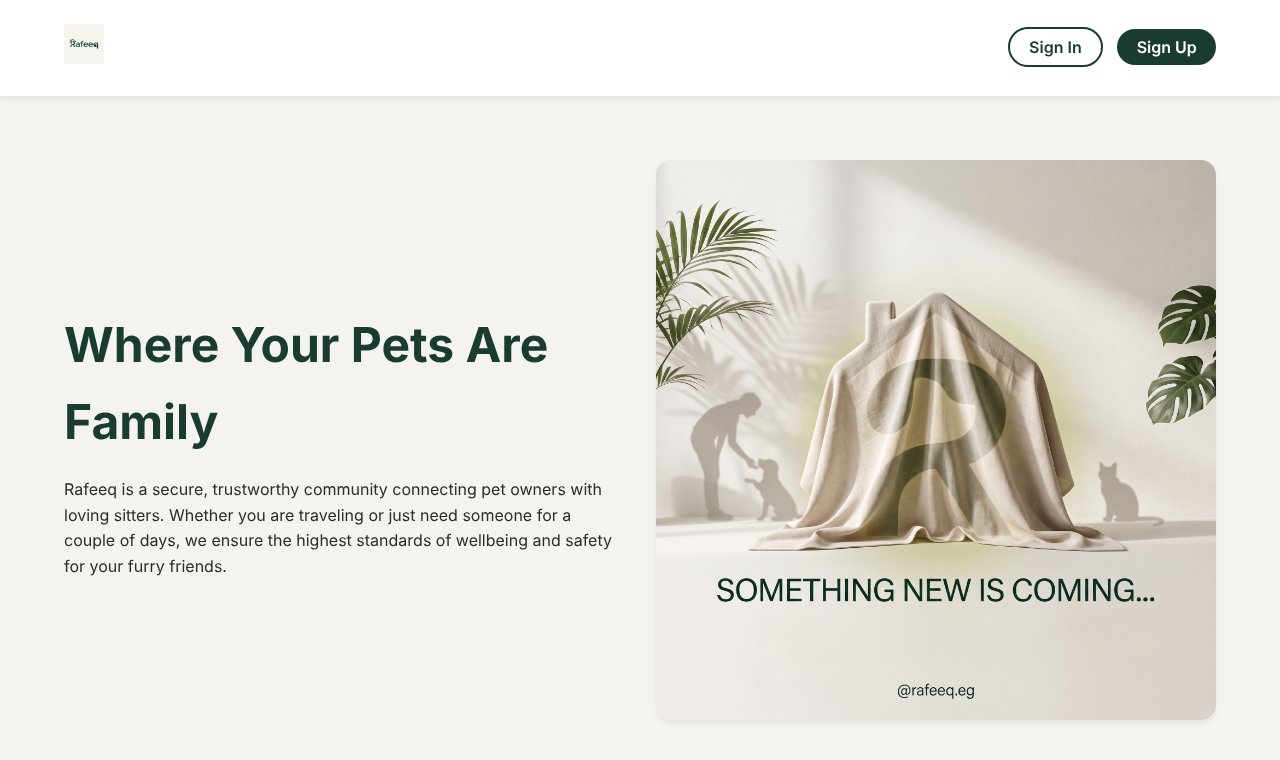 Rafeeq
Sign In
Sign Up
Where Your Pets Are
Family
Rafeeq is a secure, trustworthy community connecting pet owners with
loving sitters. Whether you are traveling or just need someone for a
couple of days, we ensure the highest standards of wellbeing and safety
for your furry friends.
SOMETHING NEW IS COMING...
@rafeeq.eg